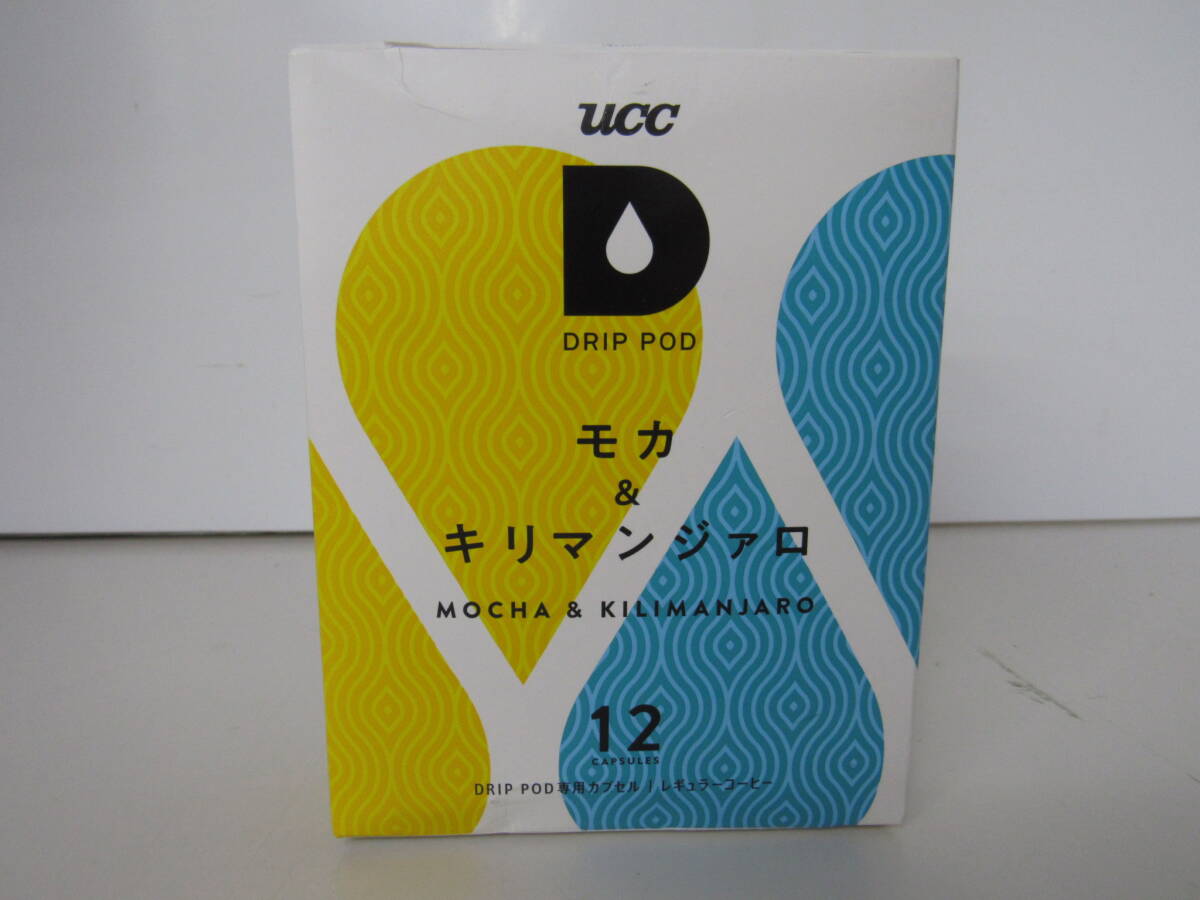 ucc
DRIP POD
モカ
&
キリマンジァロ
MOCHA & KILIMANJARO
12
CAPSULES
DRIP POD専用カプセル | レギュラーコーヒー